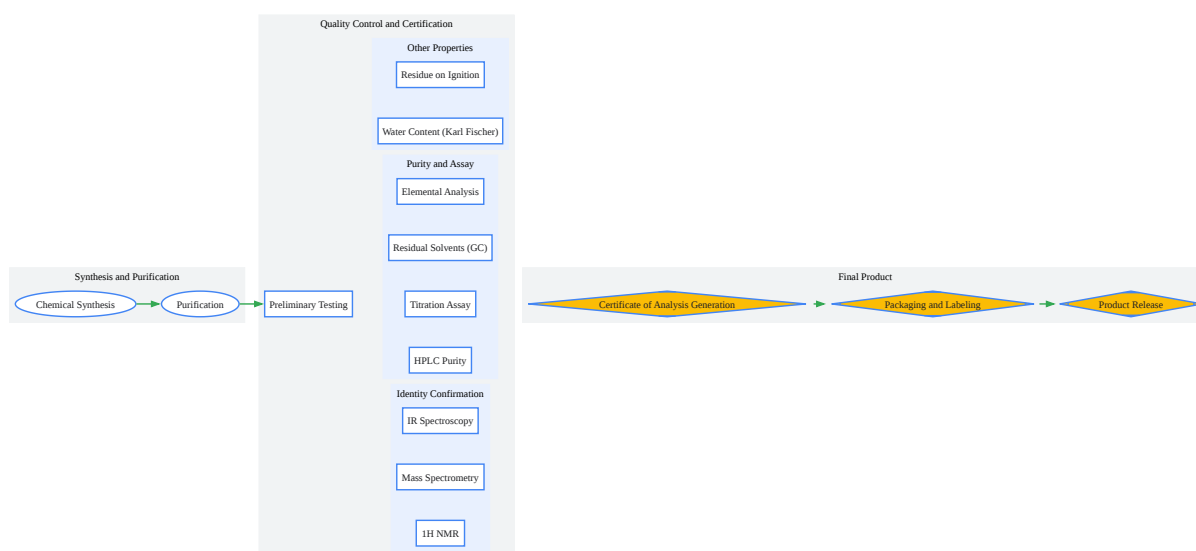 Quality Control and Certification
Other Properties
Residue on Ignition
Water Content (Karl Fischer)
Purity and Assay
Elemental Analysis
Residual Solvents (GC)
Synthesis and Purification
Final Product
Chemical Synthesis
Purification
Preliminary Testing
Titration Assay
Certificate of Analysis Generation
Packaging and Labeling
Product Release
HPLC Purity
Identity Confirmation
IR Spectroscopy
Mass Spectrometry
1H NMR